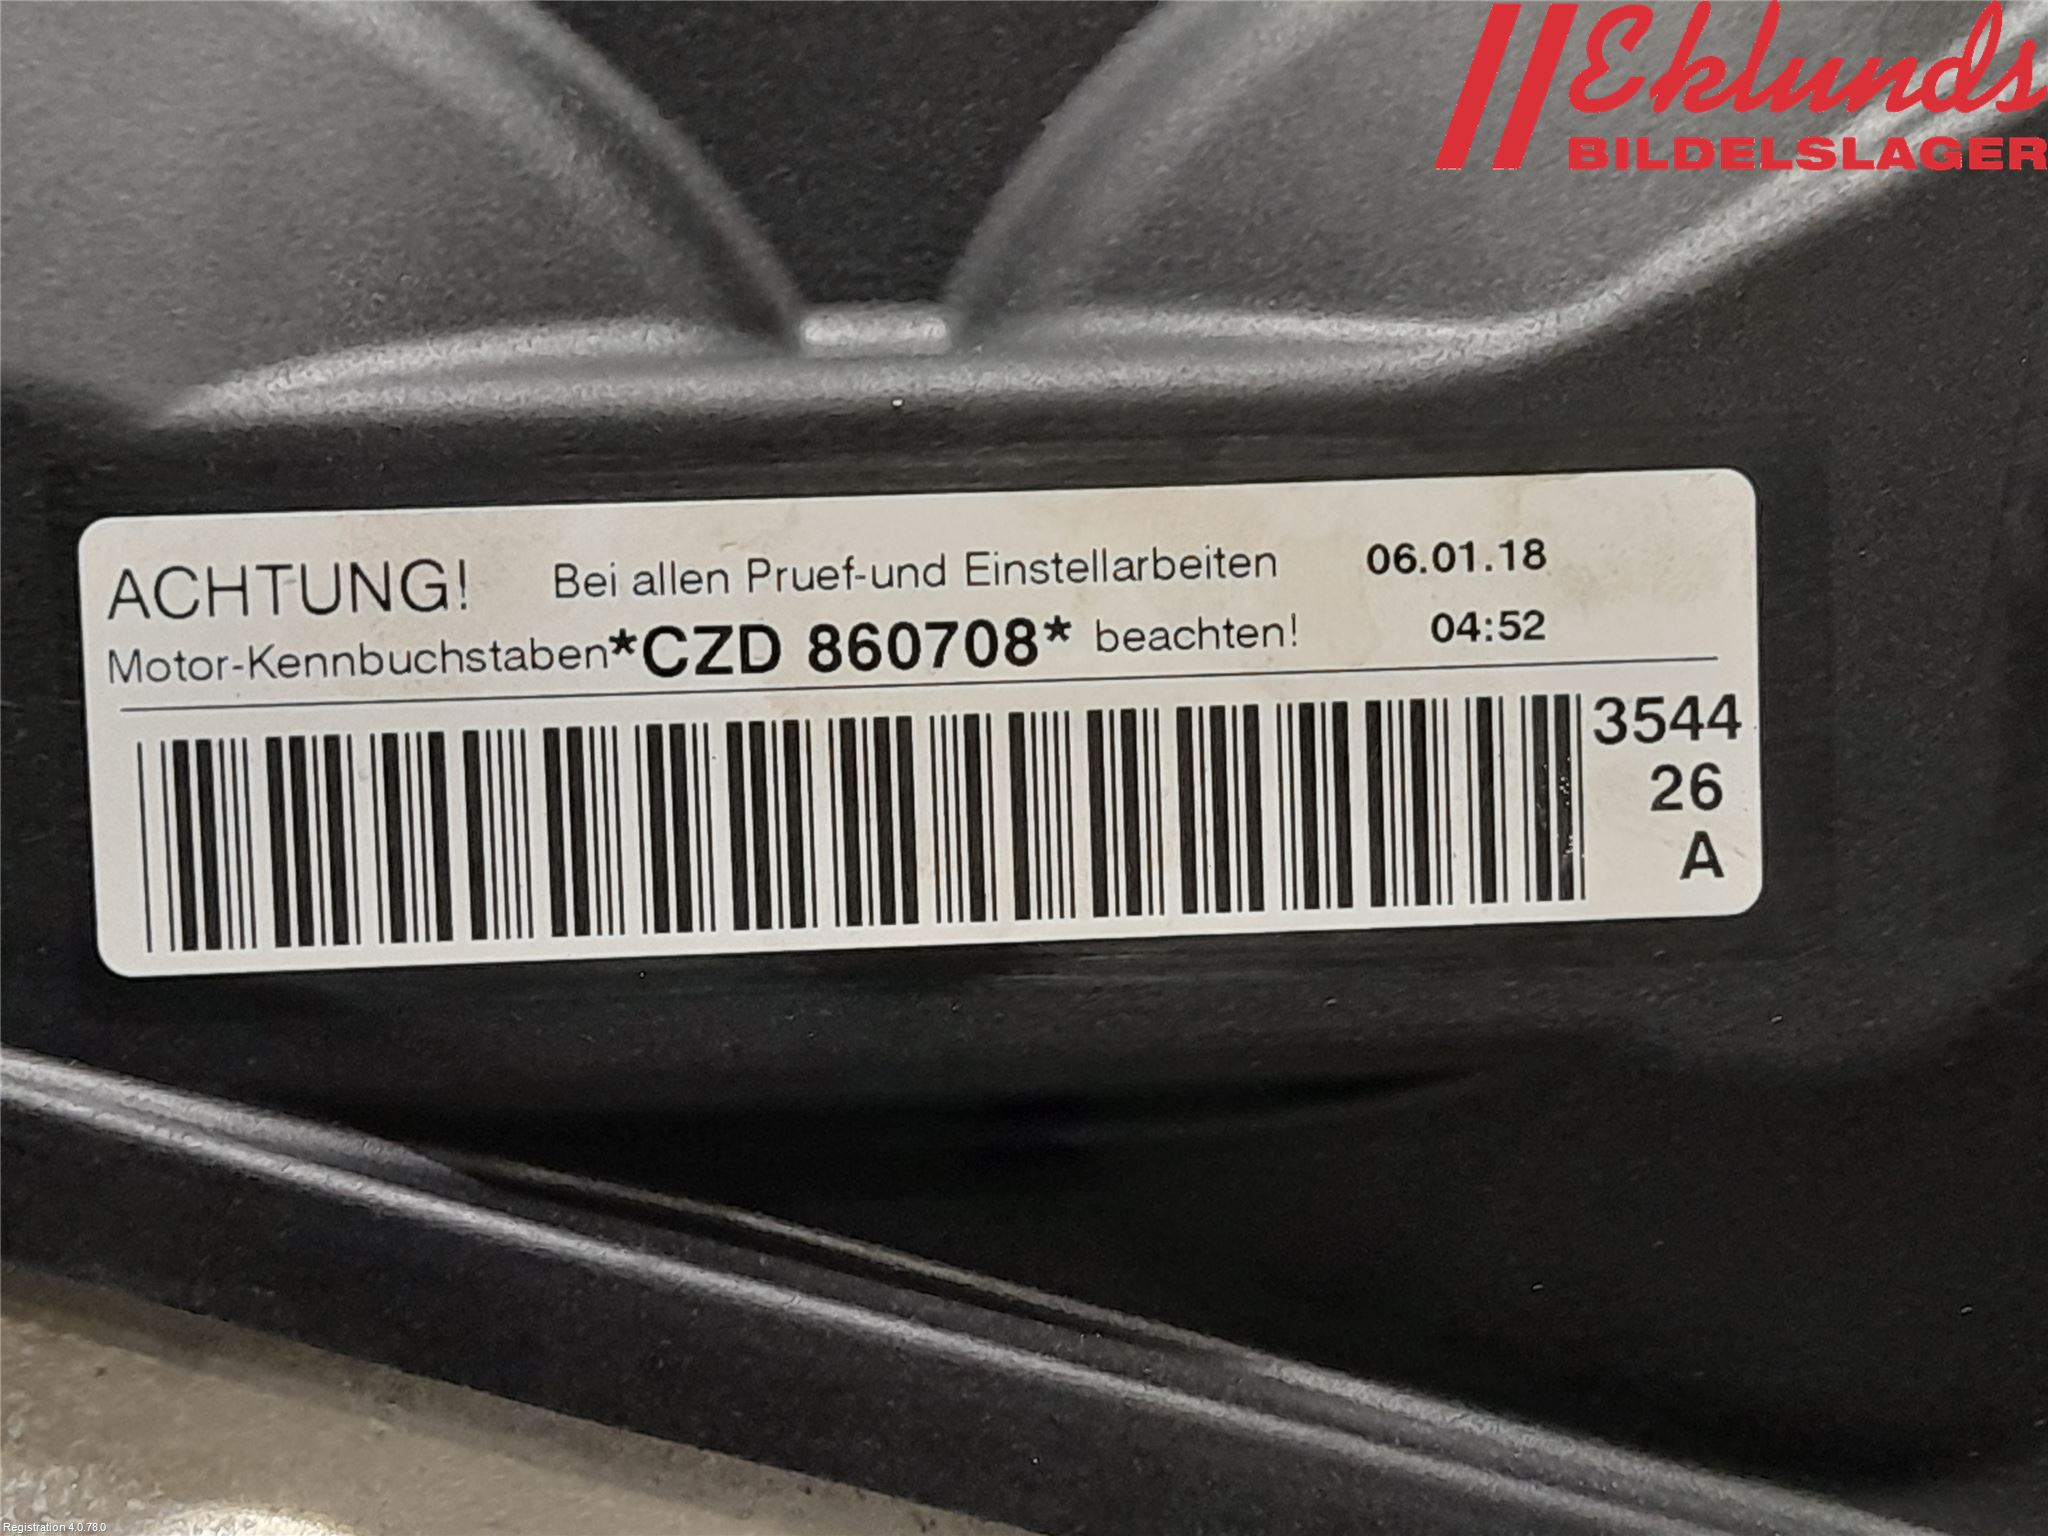 Eklunds
BILDELSLAGER
ACHTUNG! Bei allen Pruef-und Einstellarbeiten 06.01.18
Motor-Kennbuchstaben*CZD 860708* beachten! 04:52
3544
26
A
Registration 4.0.78.0